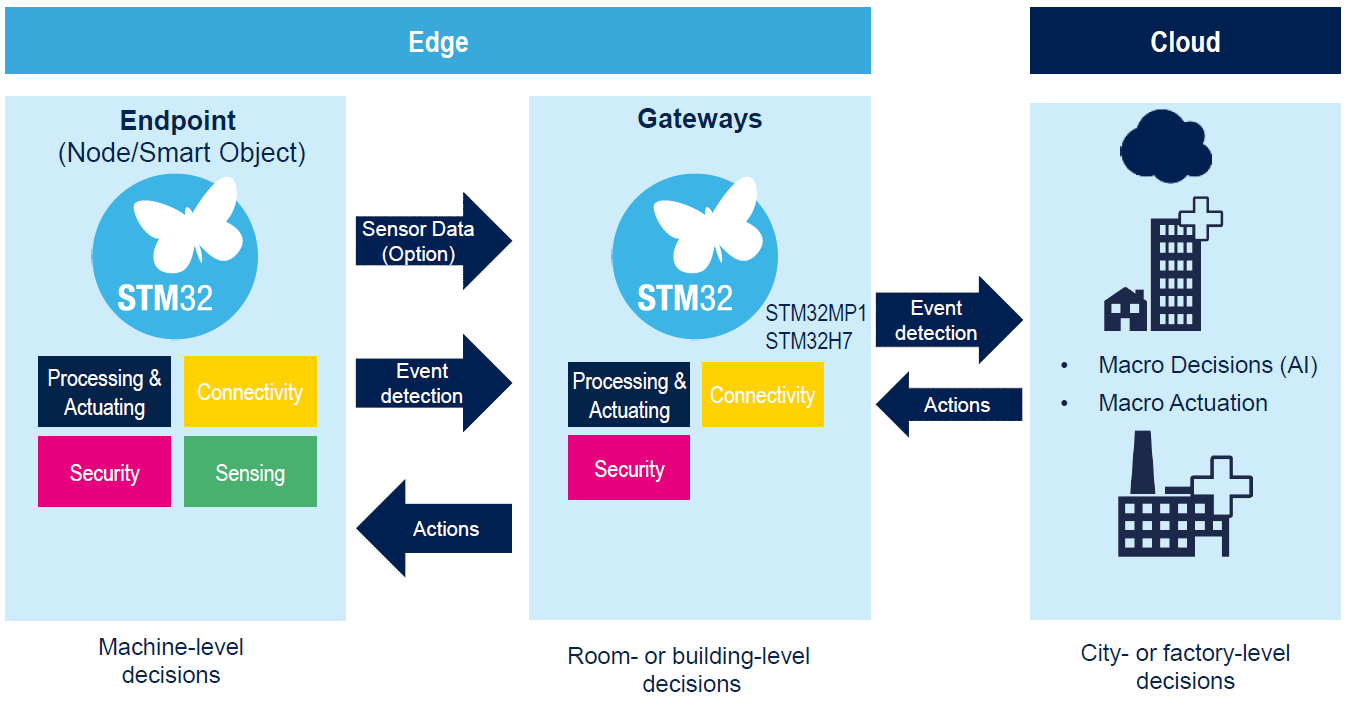 Edge
Cloud
Endpoint
(Node/Smart Object)
STM32
Processing &
Actuating
Connectivity
Security
Sensing
Machine-level
decisions
Sensor Data
(Option)
Event
detection
Actions
Gateways
STM32
STM32MP1
STM32H7
Processing &
Actuating
Connectivity
Security
Room- or building-level
decisions
Event
detection
Actions
• Macro Decisions (AI)
• Macro Actuation
City- or factory-level
decisions